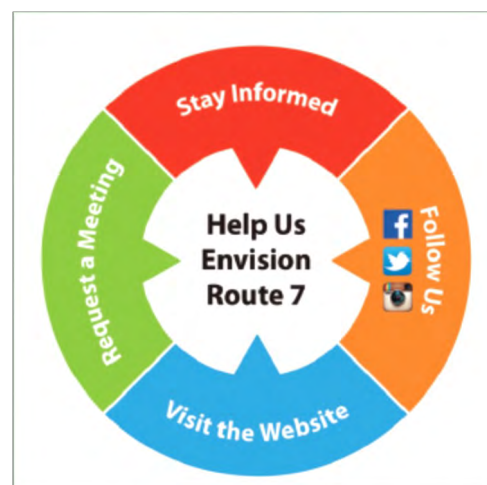 Stay Informed
Follow Us
Visit the Website
Request a Meeting
Help Us
Envision
Route 7